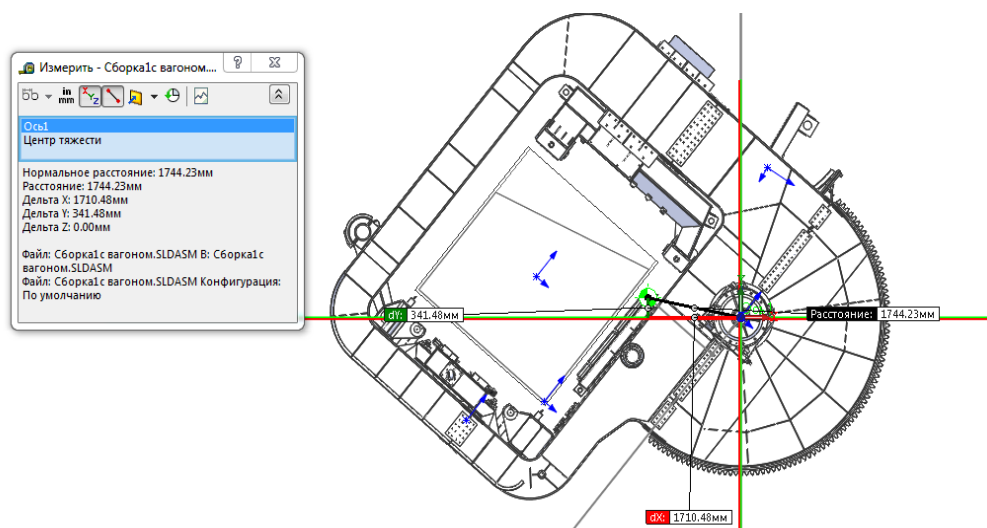 Измерить - Сборка1с вагоном....
in
mm
XYZ
Ось1
Центр тяжести
Нормальное расстояние: 1744.23мм
Расстояние: 1744.23мм
Дельта X: 1710.48мм
Дельта Y: 341.48мм
Дельта Z: 0.00мм
Файл: Сборка1с вагоном.SLDASM В: Сборка1с
вагоном.SLDASM
Файл: Сборка1с вагоном.SLDASM Конфигурация:
По умолчанию
dY: 341.48мм
Расстояние: 1744.23мм
dX: 1710.48мм